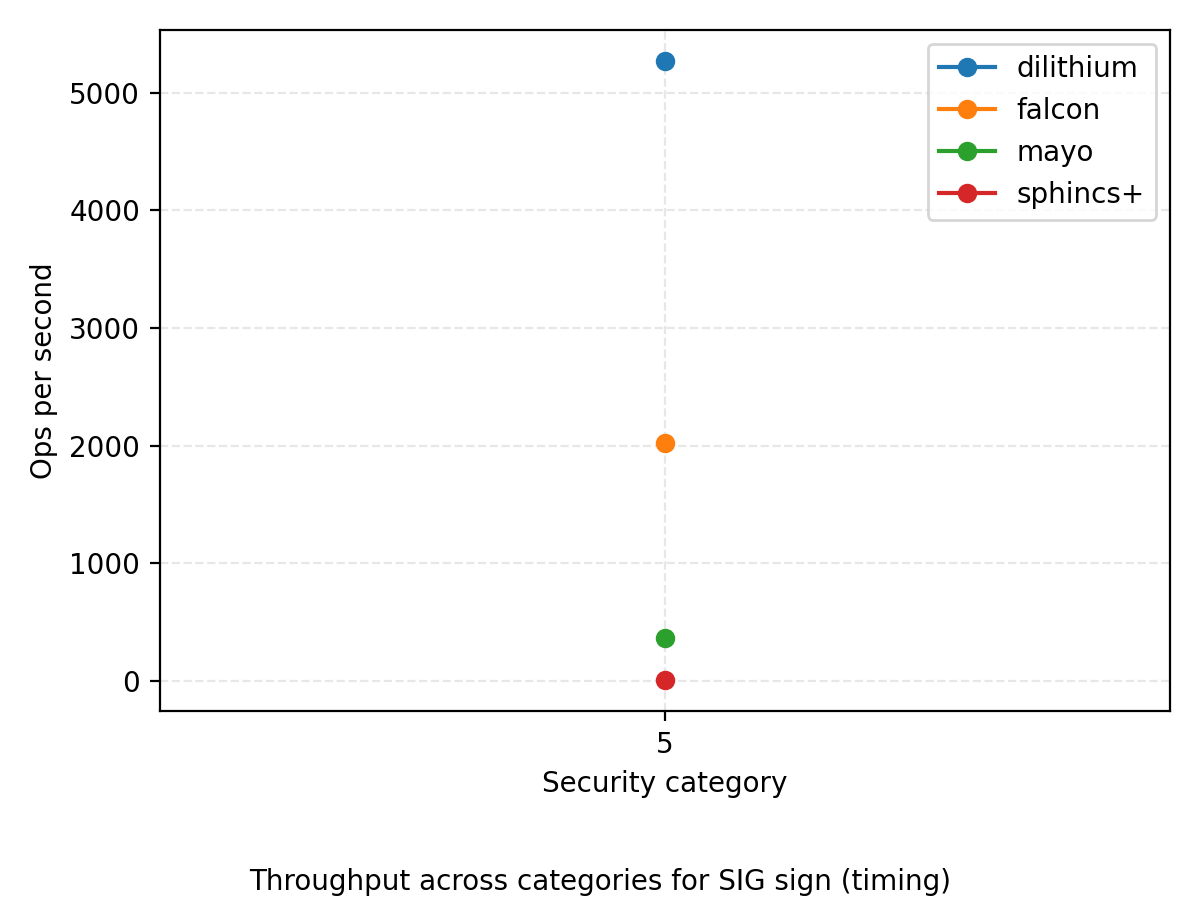 5000
4000
3000
2000
1000
0
Ops per second
dilithium
falcon
mayo
sphincs+
5
Security category
Throughput across categories for SIG sign (timing)